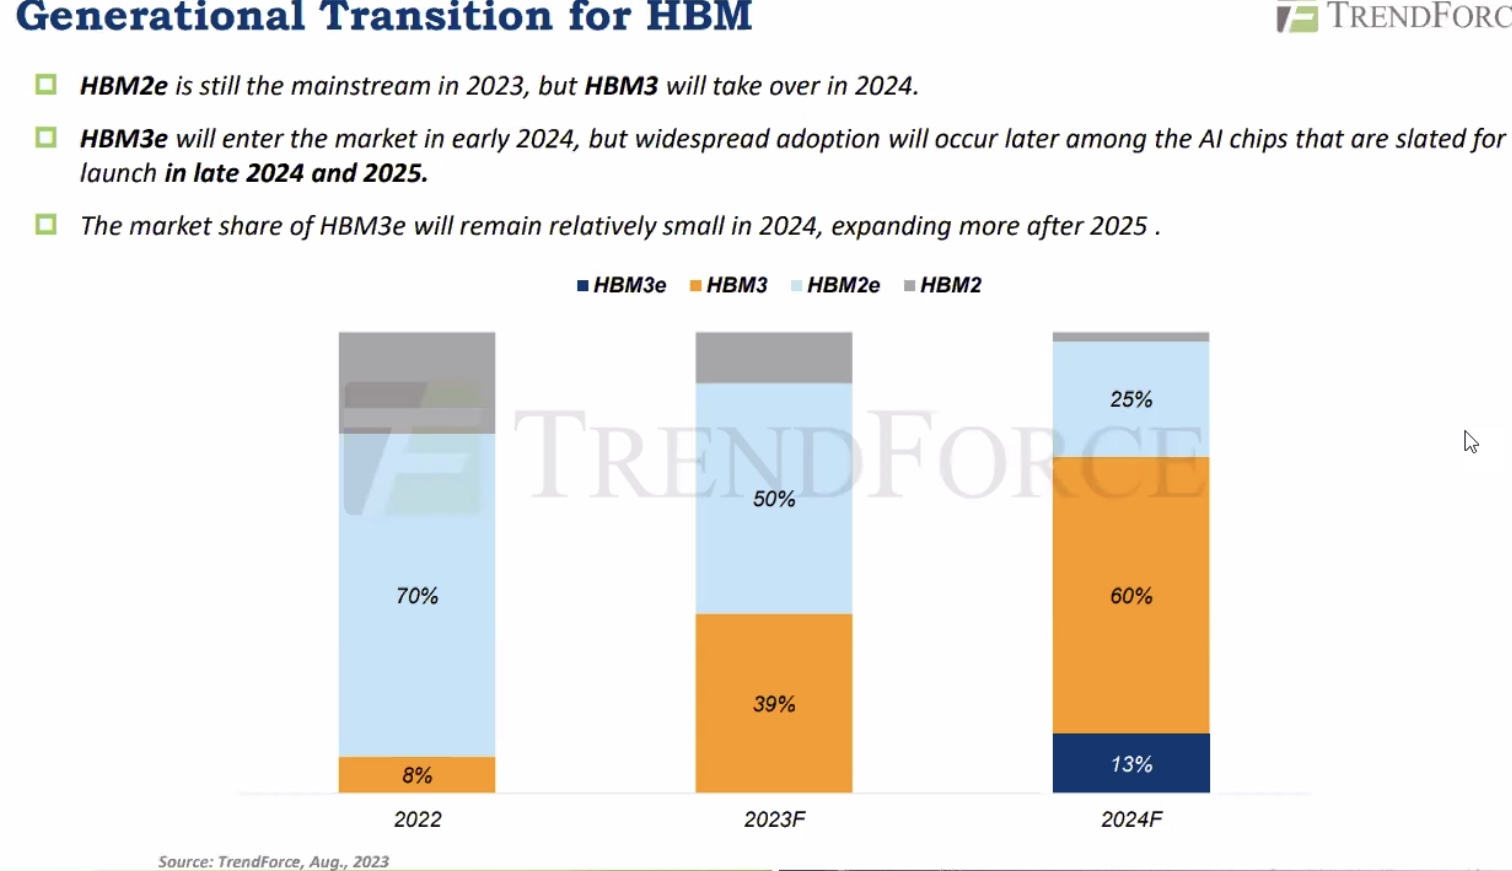 Generational Transition for HBM
TRENDFORC
HBM2e is still the mainstream in 2023, but HBM3 will take over in 2024.
HBM3e will enter the market in early 2024, but widespread adoption will occur later among the AI chips that are slated for
launch in late 2024 and 2025.
The market share of HBM3e will remain relatively small in 2024, expanding more after 2025 .
HBM3e HBM3 HBM2e HBM2
TRENDFORCE
25%
50%
70%
60%
39%
13%
8%
2022 2023F 2024F
Source: TrendForce, Aug., 2023